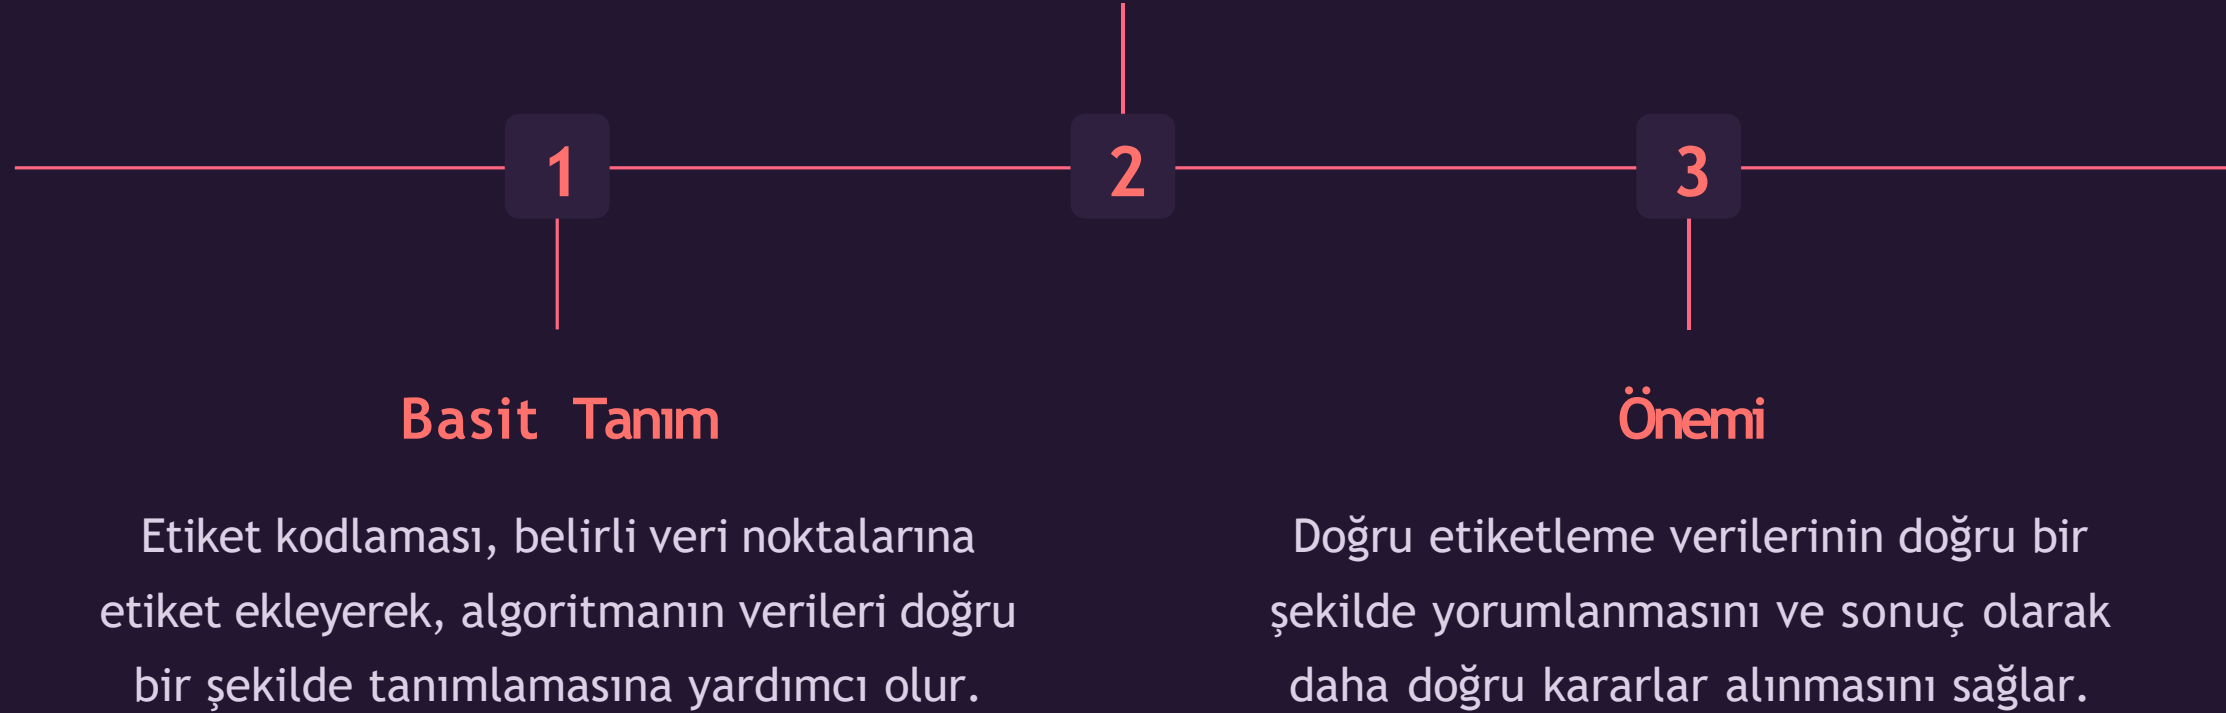 1
2
3
Basit Tanım
Etiket kodlaması, belirli veri noktalarına
etiket ekleyerek, algoritmanın verileri doğru
bir şekilde tanımlamasına yardımcı olur.
Önemi
Doğru etiketleme verilerinin doğru bir
şekilde yorumlanmasını ve sonuç olarak
daha doğru kararlar alınmasını sağlar.